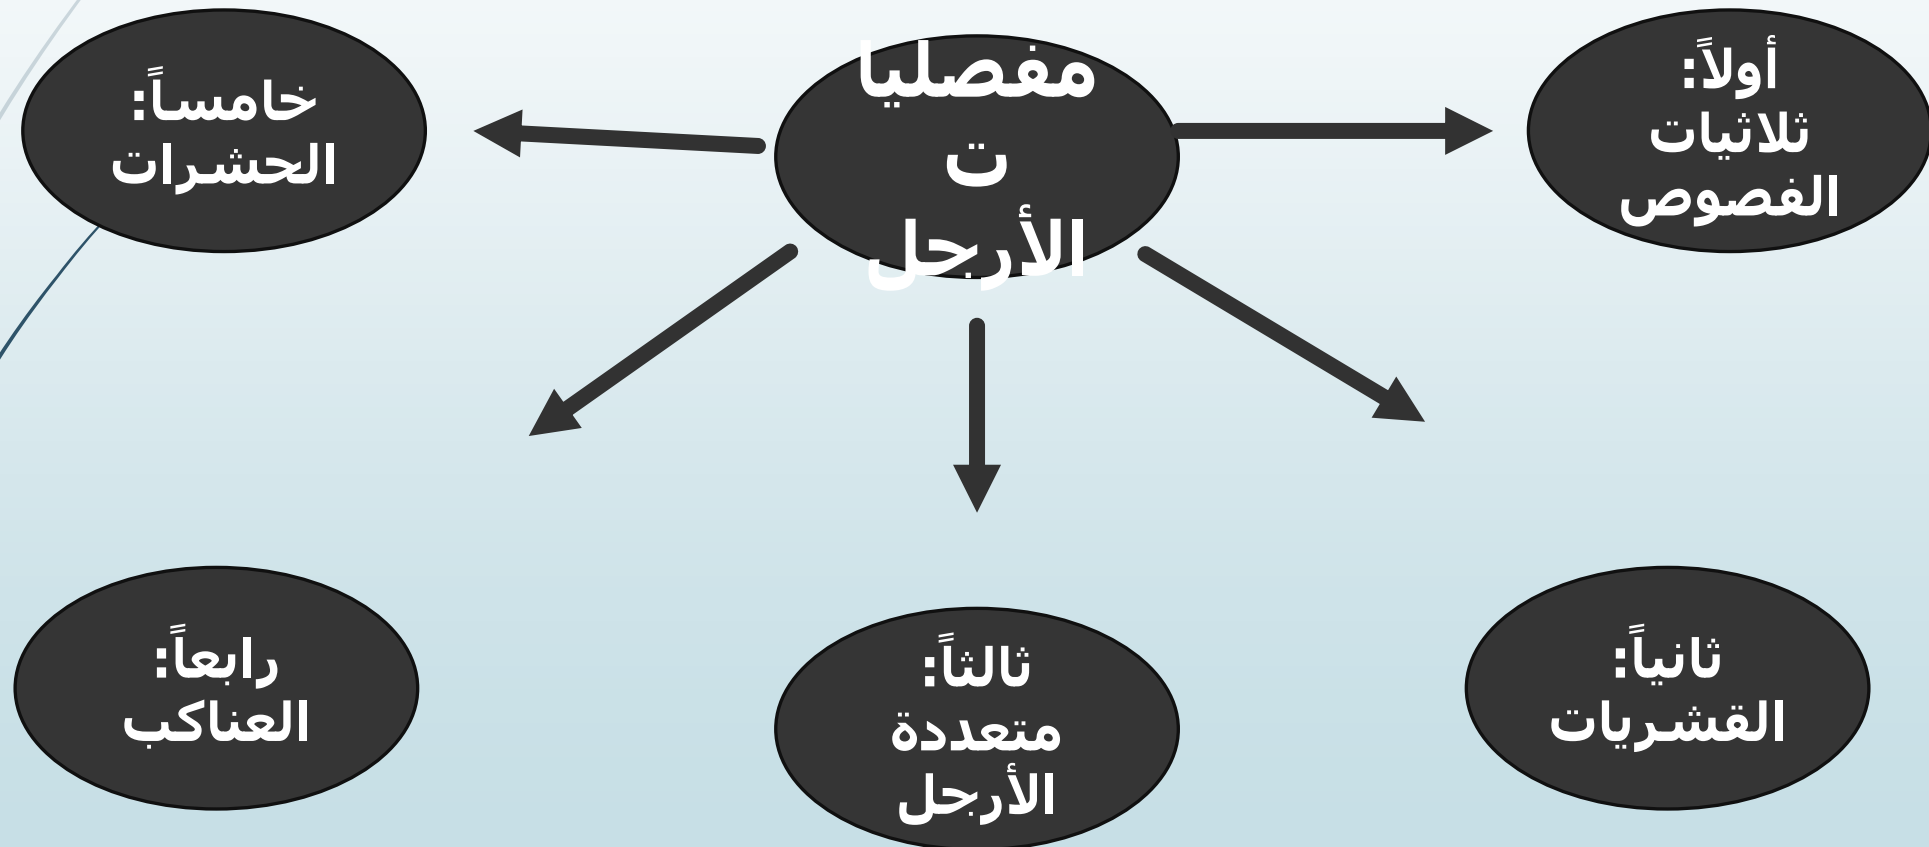 مفصليا
ت
الأرجل
أولاً:
ثلاثيات
الفصوص
ثانياً:
القشريات
ثالثاً:
متعددة
الأرجل
رابعاً:
العناكب
خامساً:
الحشرات